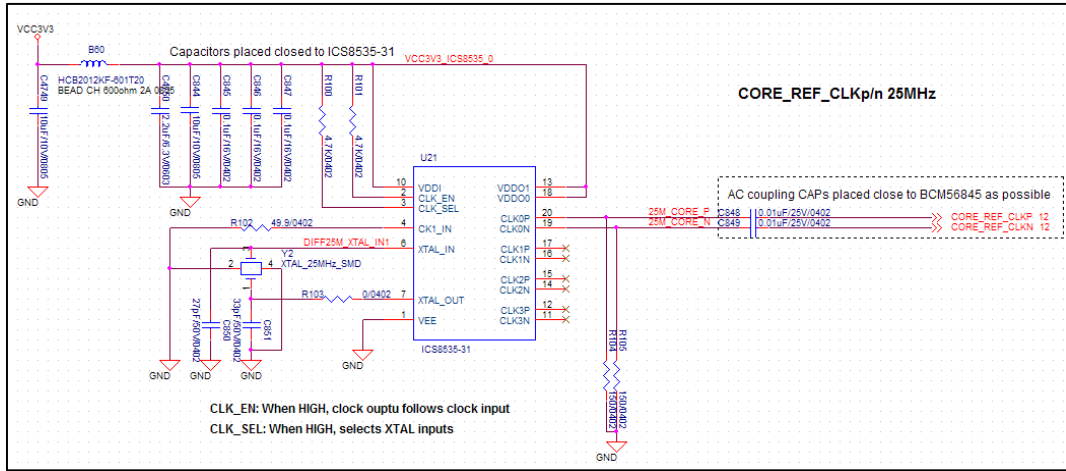 VCC3V3
B60
HCB2012KF-601T20
BEAD CH 600ohm 2A 0805
Capacitors placed closed to ICS8535-31
VCC3V3_ICS8535_0
CORE_REF_CLKp/n 25MHz
C4749
10uF/10V/0805
2.2uF/6.3V/0603
C844
10uF/10V/0805
C845
0.1uF/16V/0402
C846
0.1uF/16V/0402
C847
0.1uF/16V/0402
R100
4.7K/0402
R101
4.7K/0402
GND
GND
U21
10 VDDI
2 CLK_EN
3 CLK_SEL
4 CK1_IN
6 XTAL_IN
7 XTAL_OUT
1 VEE
VDDO1 13
VDDO0 18
CLK0P 20
CLK0N 19
CLK1P 17
CLK1N 16
CLK2P 15
CLK2N 14
CLK3P 12
CLK3N 11
ICS8535-31
AC coupling CAPs placed close to BCM56845 as possible
25M_CORE_P C848 0.01uF/25V/0402 CORE_REF_CLKP 12
25M_CORE_N C849 0.01uF/25V/0402 CORE_REF_CLKN 12
R102 49.9/0402
DIFF25M_XTAL_IN1
Y2
XTAL_25MHz_SMD
3
2
4
1
R103 0/0402
27pF/50V/0402
C850
33pF/50V/0402
C851
GND
GND
GND
GND
R104
150/0402
R105
150/0402
GND
CLK_EN: When HIGH, clock ouptu follows clock input
CLK_SEL: When HIGH, selects XTAL inputs